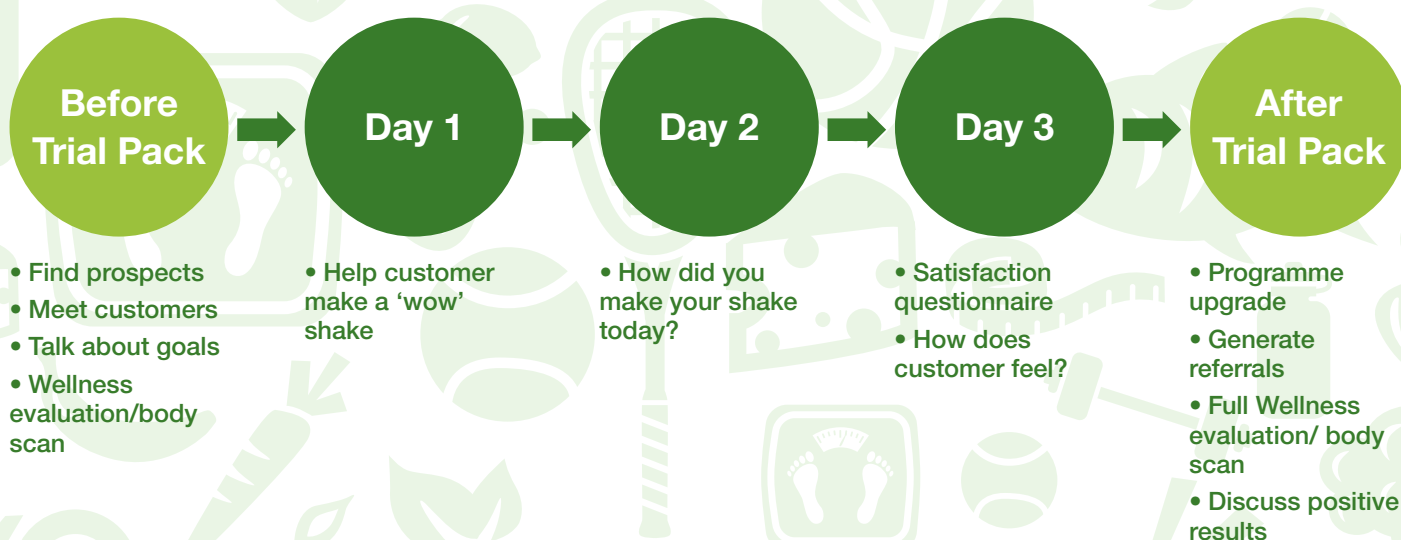 Before
Trial Pack
Day 1
Day 2
Day 3
After
Trial Pack
• Find prospects
• Meet customers
• Talk about goals
• Wellness
evaluation/body
scan
• Help customer
make a ‘wow’
shake
• How did you
make your shake
today?
• Satisfaction
questionnaire
• How does
customer feel?
• Programme
upgrade
• Generate
referrals
• Full Wellness
evaluation/ body
scan
• Discuss positive
results